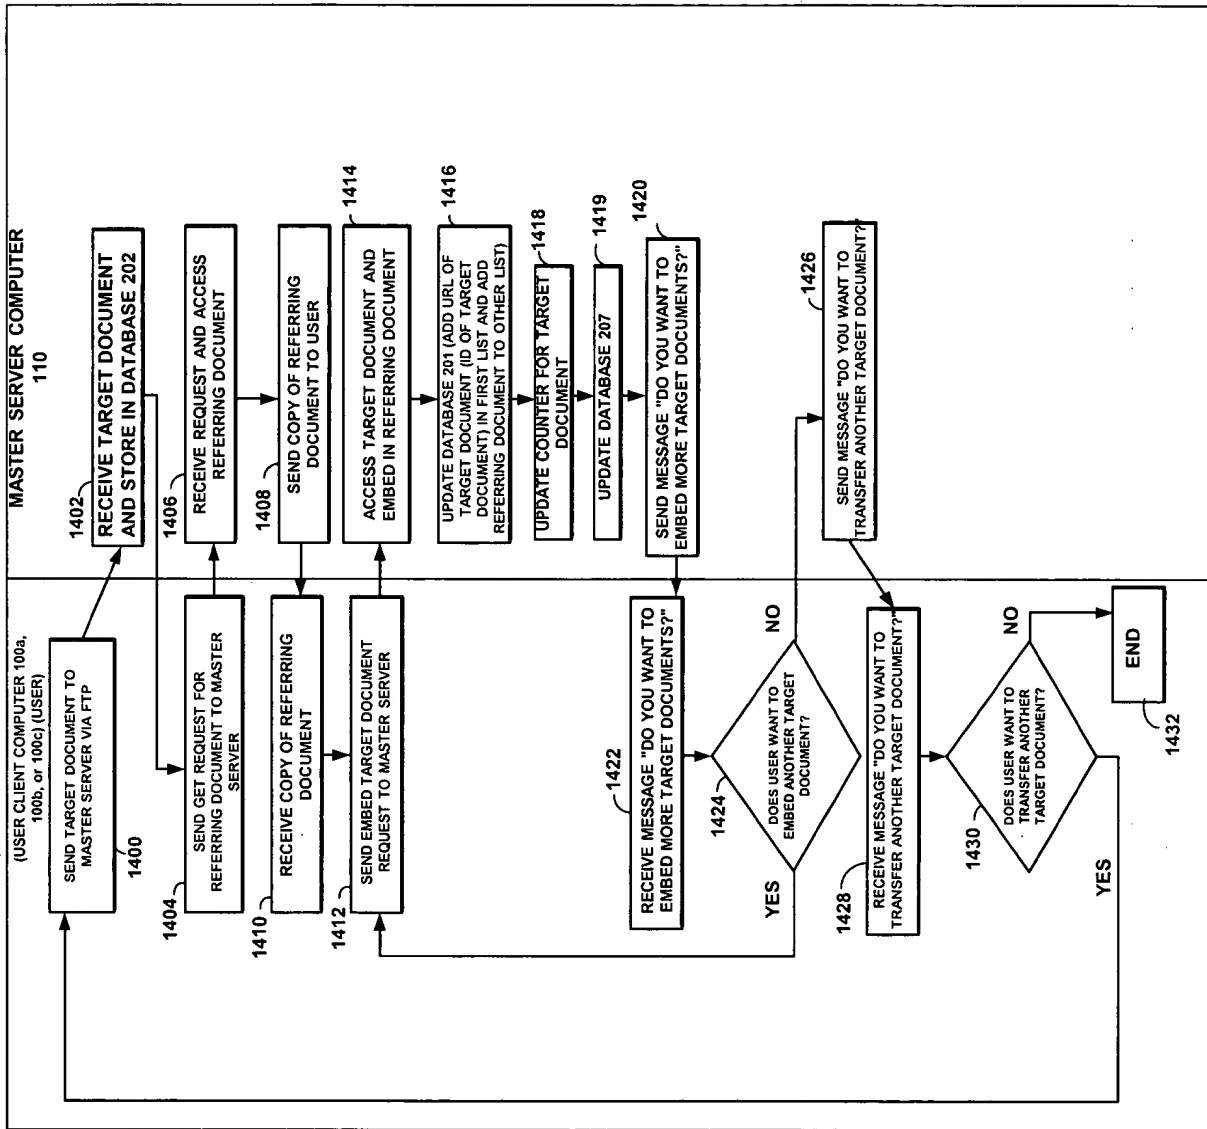 MASTER SERVER COMPUTER
110
(USER CLIENT COMPUTER 100a,
100b, or 100c) (USER)
SEND TARGET DOCUMENT TO
MASTER SERVER VIA FTP
1400
1402
RECEIVE TARGET DOCUMENT
AND STORE IN DATABASE 202
1404
SEND GET REQUEST FOR
REFERRING DOCUMENT TO MASTER
SERVER
1406
RECEIVE REQUEST AND ACCESS
REFERRING DOCUMENT
1408
SEND COPY OF REFERRING
DOCUMENT TO USER
1410
RECEIVE COPY OF REFERRING
DOCUMENT
1412
SEND EMBED TARGET DOCUMENT
REQUEST TO MASTER SERVER
1414
ACCESS TARGET DOCUMENT AND
EMBED IN REFERRING DOCUMENT
1416
UPDATE DATABASE 201 (ADD URL OF
TARGET DOCUMENT (ID OF TARGET
DOCUMENT) IN FIRST LIST AND ADD
REFERRING DOCUMENT TO OTHER LIST)
1418
UPDATE COUNTER FOR TARGET
DOCUMENT
1419
UPDATE DATABASE 207
1420
SEND MESSAGE "DO YOU WANT TO
EMBED MORE TARGET DOCUMENTS?"
1422
RECEIVE MESSAGE "DO YOU WANT TO
EMBED MORE TARGET DOCUMENTS?"
1424
DOES USER WANT TO
EMBED ANOTHER TARGET
DOCUMENT?
YES
NO
1426
SEND MESSAGE "DO YOU WANT TO
TRANSFER ANOTHER TARGET DOCUMENT?"
1428
RECEIVE MESSAGE "DO YOU WANT TO
TRANSFER ANOTHER TARGET DOCUMENT?"
1430
DOES USER WANT TO
TRANSFER ANOTHER
TARGET DOCUMENT?
YES
NO
END
1432